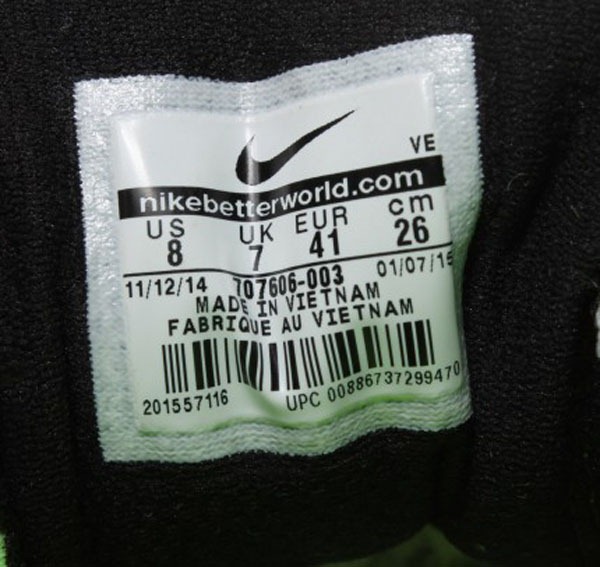 VE
nikebetterworld.com
US UK EUR cm
8 7 41 26
11/12/14 707606-003 01/07/15
MADE IN VIETNAM
FABRIQUE AU VIETNAM
201557116 UPC 00886737299470